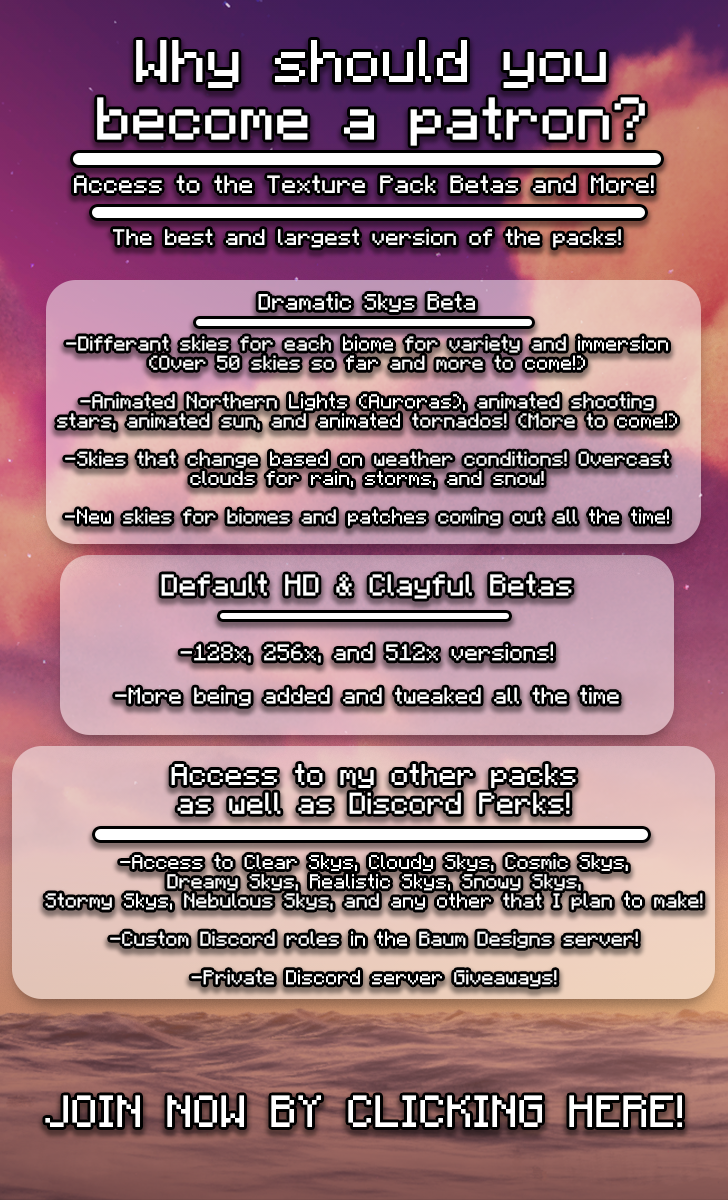 Why should you
become a patron?
Access to the Texture Pack Betas and More!
The best and largest version of the packs!
Dramatic Skys Beta
-Differant skies for each biome for variety and immersion
(Over 50 skies so far and more to come!)
-Animated Northern Lights (Auroras), animated shooting
stars, animated sun, and animated tornados! (More to come!)
-Skies that change based on weather conditions! Overcast
clouds for rain, storms, and snow!
-New skies for biomes and patches coming out all the time!
Default HD & Clayful Betas
-128x, 256x, and 512x versions!
-More being added and tweaked all the time
Access to my other packs
as well as Discord Perks!
-Access to Clear Skys, Cloudy Skys, Cosmic Skys,
Dreamy Skys, Realistic Skys, Snowy Skys,
Stormy Skys, Nebulous Skys, and any other that I plan to make!
-Custom Discord roles in the Baum Designs server!
-Private Discord server Giveaways!
JOIN NOW BY CLICKING HERE!